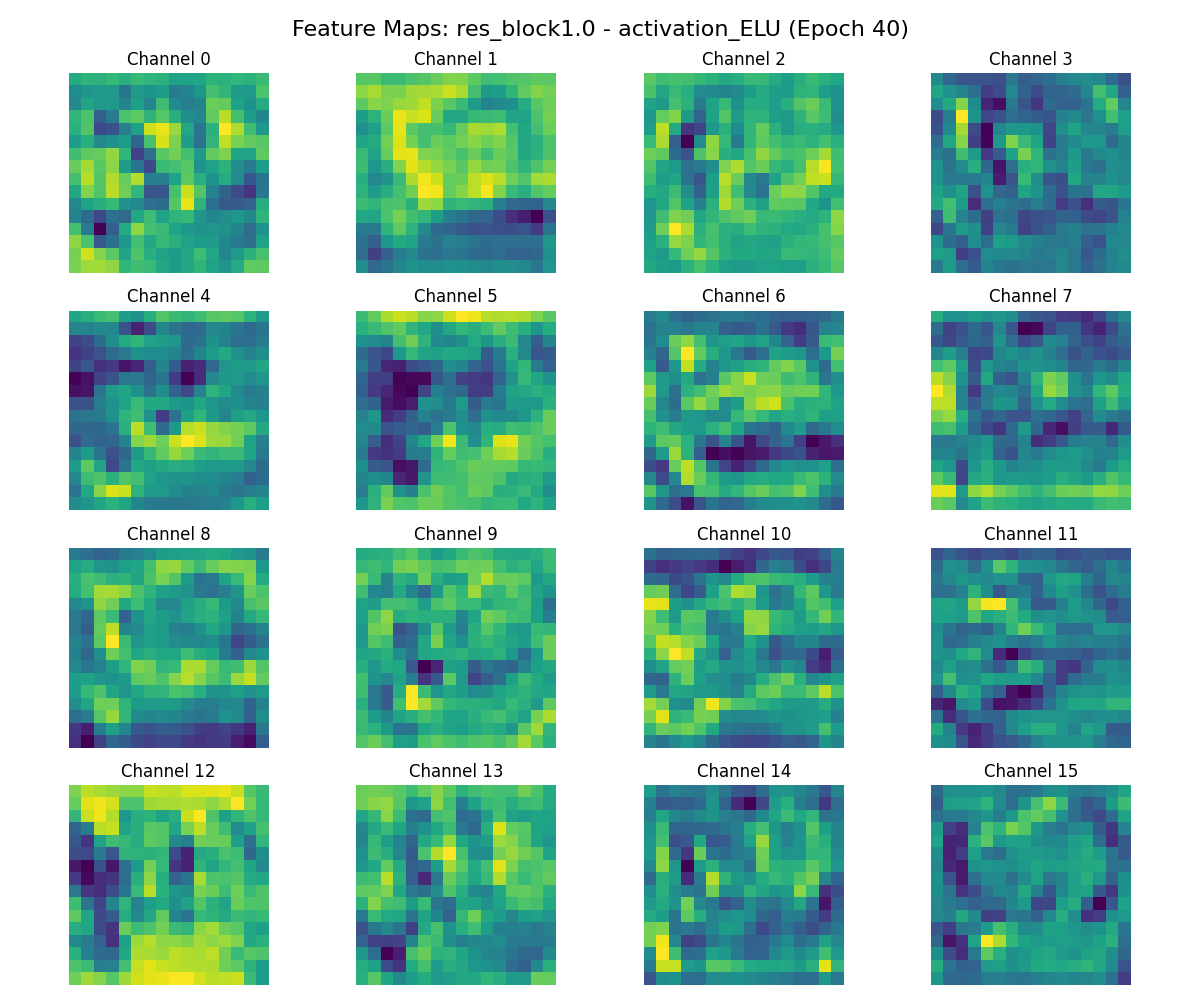 Feature Maps: res_block1.0 - activation_ELU (Epoch 40)
Channel 0
Channel 1
Channel 2
Channel 3
Channel 4
Channel 5
Channel 6
Channel 7
Channel 8
Channel 9
Channel 10
Channel 11
Channel 12
Channel 13
Channel 14
Channel 15